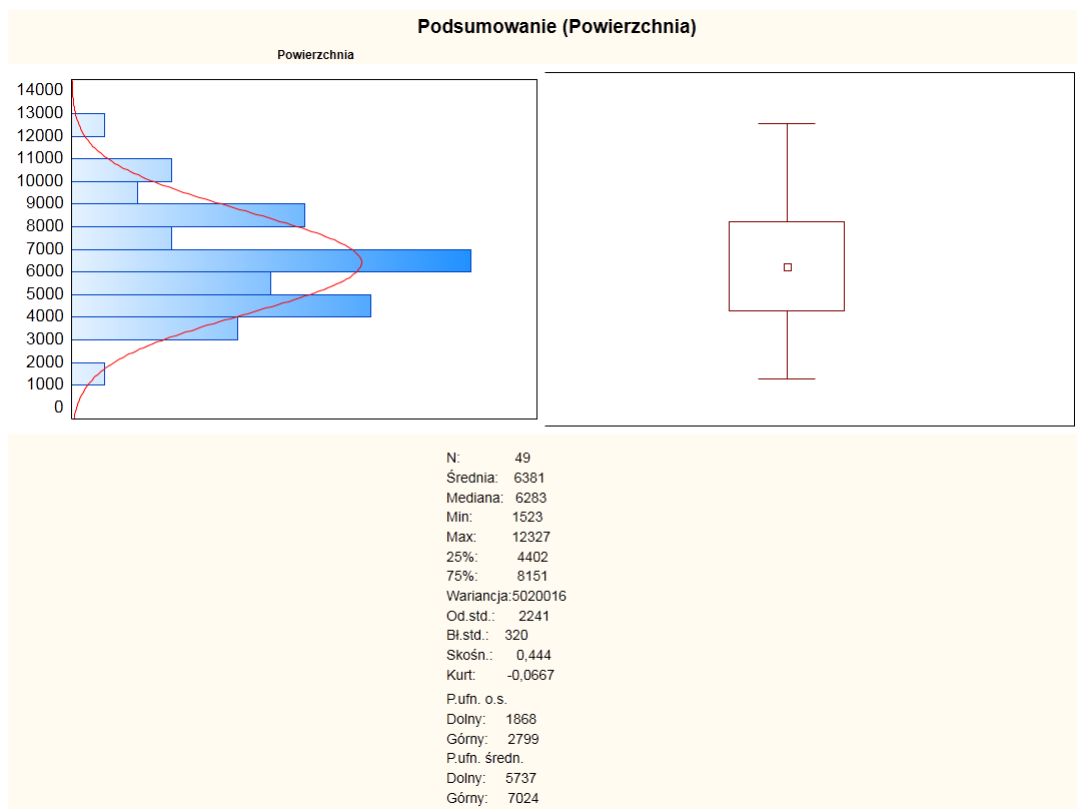 Podsumowanie (Powierzchnia)
Powierzchnia
14000
13000
12000
11000
10000
9000
8000
7000
6000
5000
4000
3000
2000
1000
0
N: 49
Średnia: 6381
Mediana: 6283
Min: 1523
Max: 12327
25%: 4402
75%: 8151
Wariancja:5020016
Od.std.: 2241
Bł.std.: 320
Skośn.: 0,444
Kurt: -0,0667
P.ufn. o.s.
Dolny: 1868
Górny: 2799
P.ufn. średn.
Dolny: 5737
Górny: 7024